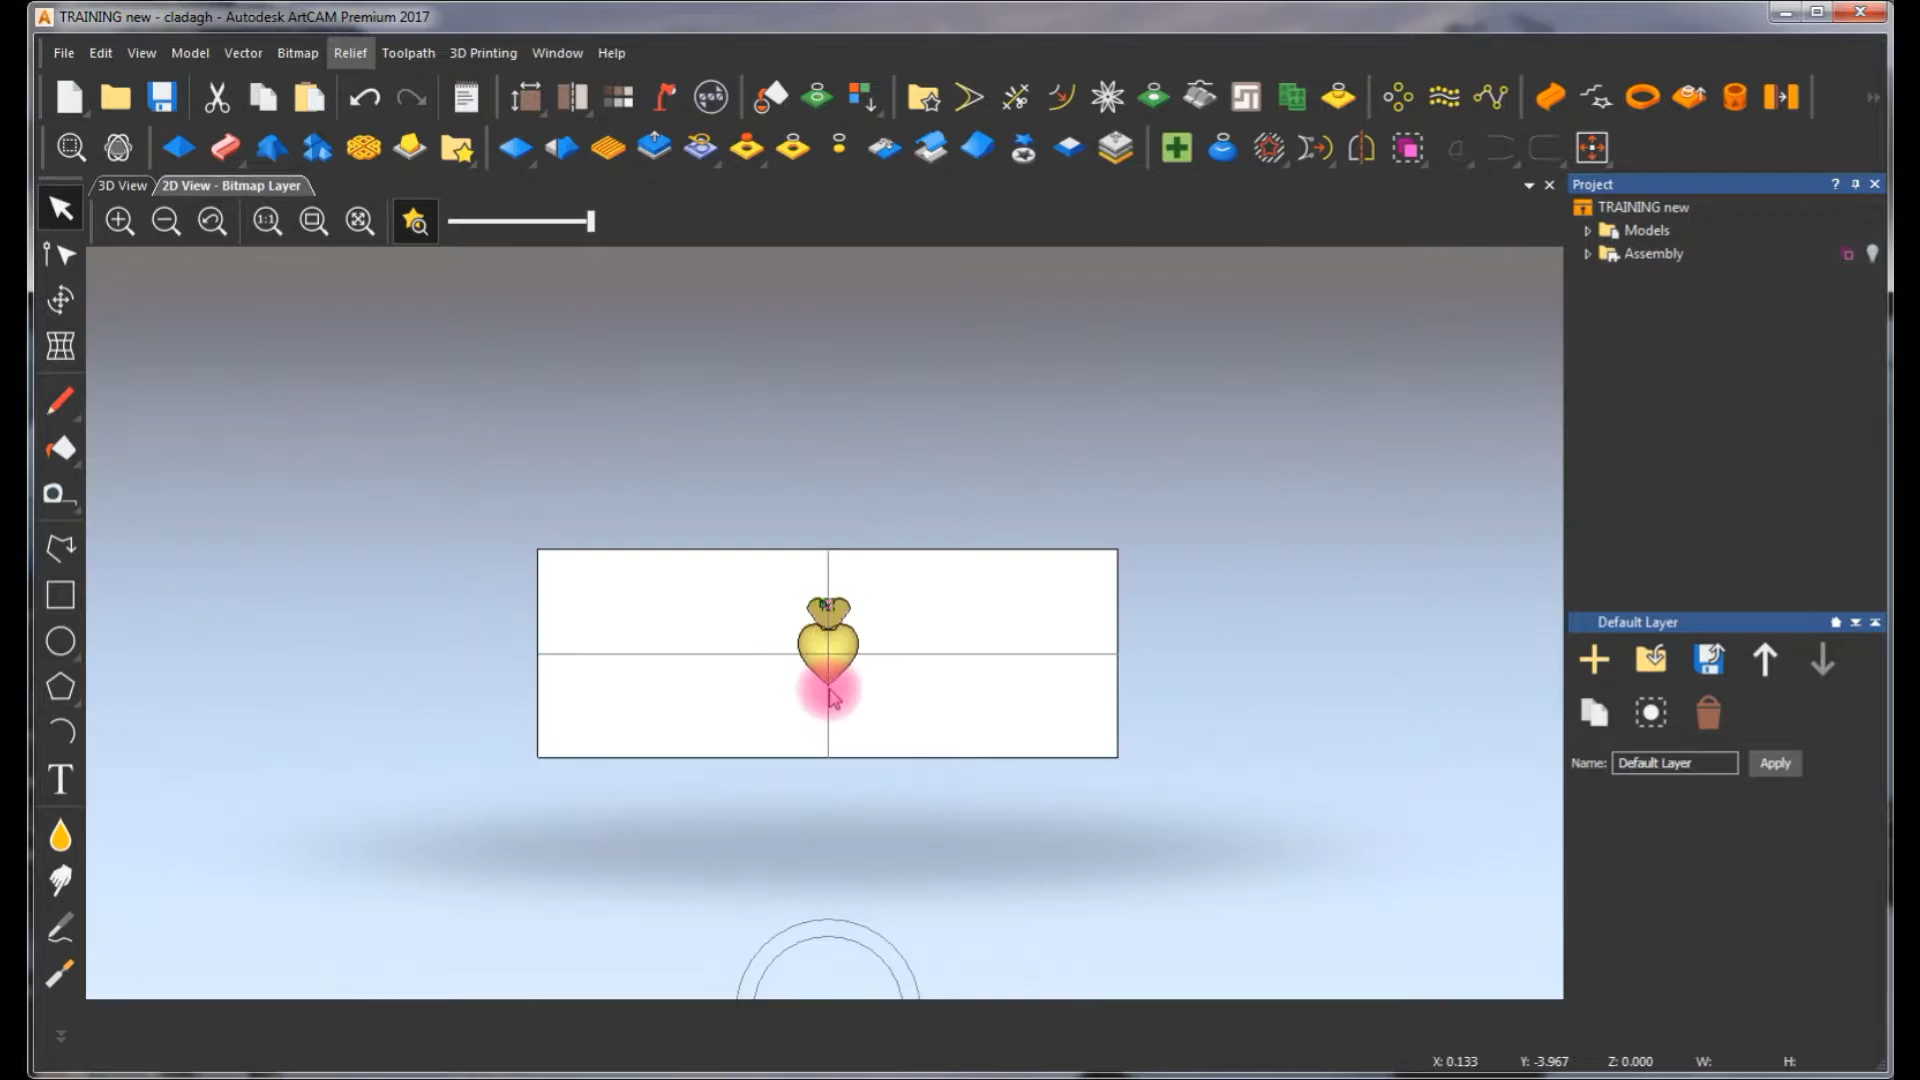 TRAINING new - cladagh - Autodesk ArtCAM Premium 2017
File Edit View Model Vector Bitmap Relief Toolpath 3D Printing Window Help
3D View 2D View - Bitmap Layer
1:1
T
Project
TRAINING new
Models
Assembly
Default Layer
Name: Default Layer Apply
X: 0.133 Y: -3.967 Z: 0.000 W: H: